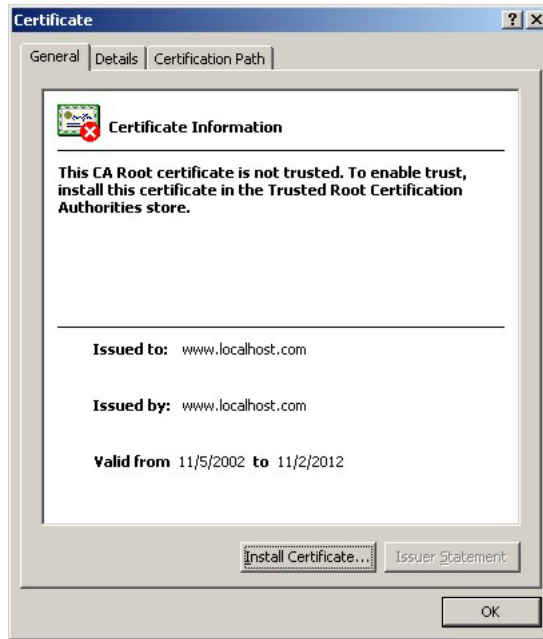 Certificate
General Details Certification Path
Certificate Information
This CA Root certificate is not trusted. To enable trust,
install this certificate in the Trusted Root Certification
Authorities store.
Issued to: www.localhost.com
Issued by: www.localhost.com
Valid from 11/5/2002 to 11/2/2012
Install Certificate... Issuer Statement
OK